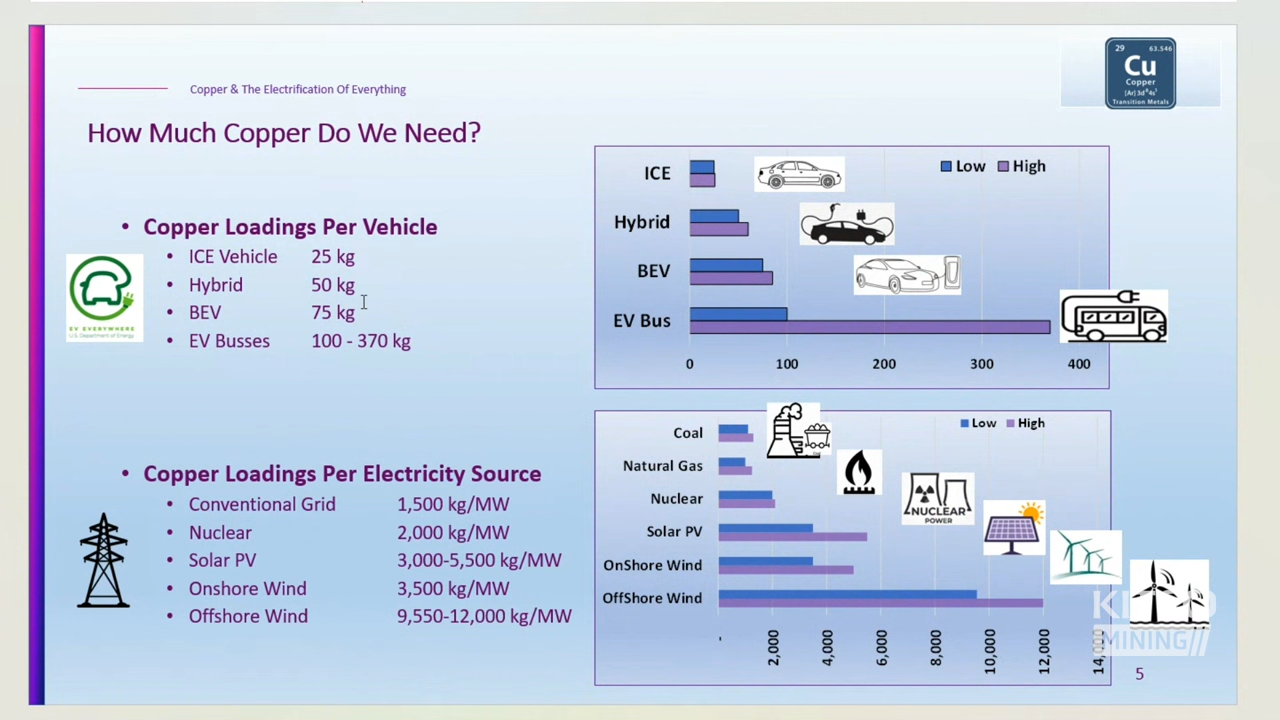 Copper & The Electrification Of Everything
29 63.546
Cu
Copper
[Ar] 3d¹⁰4s¹
Transition Metals
How Much Copper Do We Need?
• Copper Loadings Per Vehicle
• ICE Vehicle 25 kg
• Hybrid 50 kg
• BEV 75 kg
• EV Busses 100 - 370 kg
EV EVERYWHERE
U.S. Department of Energy
Low High
ICE
Hybrid
BEV
EV Bus
0 100 200 300 400
• Copper Loadings Per Electricity Source
• Conventional Grid 1,500 kg/MW
• Nuclear 2,000 kg/MW
• Solar PV 3,000-5,500 kg/MW
• Onshore Wind 3,500 kg/MW
• Offshore Wind 9,550-12,000 kg/MW
Low High
Coal
Natural Gas
Nuclear
Solar PV
OnShore Wind
OffShore Wind
NUCLEAR
POWER
- 2,000 4,000 6,000 8,000 10,000 12,000 14,000
MINING//
5